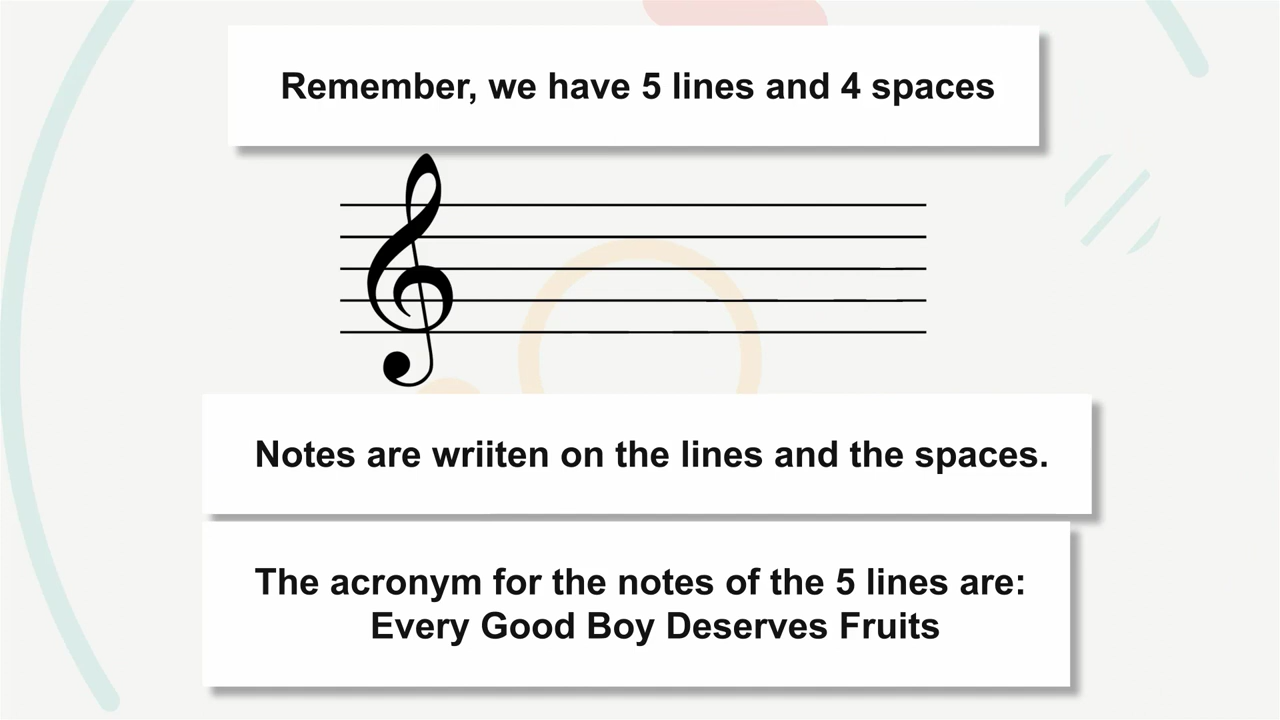 Remember, we have 5 lines and 4 spaces
Notes are wriiten on the lines and the spaces.
The acronym for the notes of the 5 lines are:
Every Good Boy Deserves Fruits